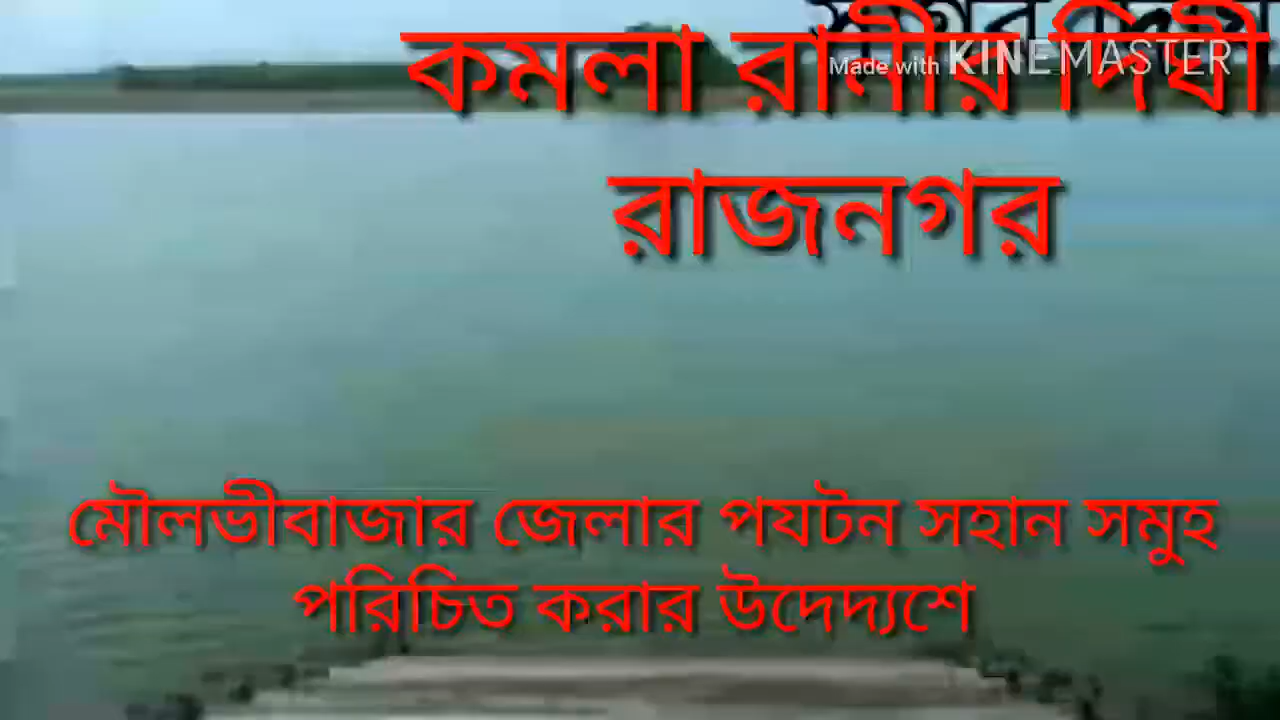 কমলা রানীর দিঘী
Made with KINEMASTER
রাজনগর
মৌলভীবাজার জেলার পযটন সহান সমুহ
পরিচিত করার উদেদ্যশে